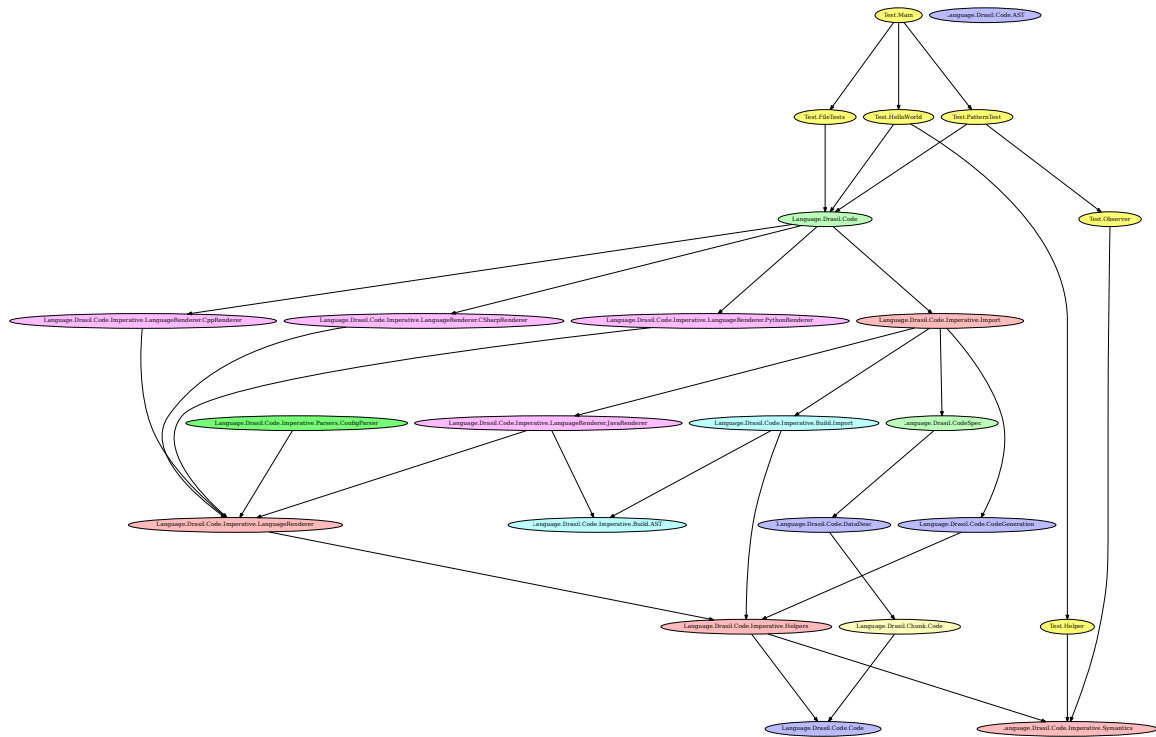 Test.Main
Language.Drasil.Code.AST
Test.FileTests
Test.HelloWorld
Test.PatternTest
Language.Drasil.Code
Test.Observer
Language.Drasil.Code.Imperative.LanguageRenderer.CppRenderer
Language.Drasil.Code.Imperative.LanguageRenderer.CSharpRenderer
Language.Drasil.Code.Imperative.LanguageRenderer.PythonRenderer
Language.Drasil.Code.Imperative.Import
Language.Drasil.Code.Imperative.Parsers.ConfigParser
Language.Drasil.Code.Imperative.LanguageRenderer.JavaRenderer
Language.Drasil.Code.Imperative.Build.Import
Language.Drasil.CodeSpec
Language.Drasil.Code.Imperative.LanguageRenderer
Language.Drasil.Code.Imperative.Build.AST
Language.Drasil.Code.DataDesc
Language.Drasil.Code.CodeGeneration
Language.Drasil.Code.Imperative.Helpers
Language.Drasil.Chunk.Code
Test.Helper
Language.Drasil.Code.Code
Language.Drasil.Code.Imperative.Symantics